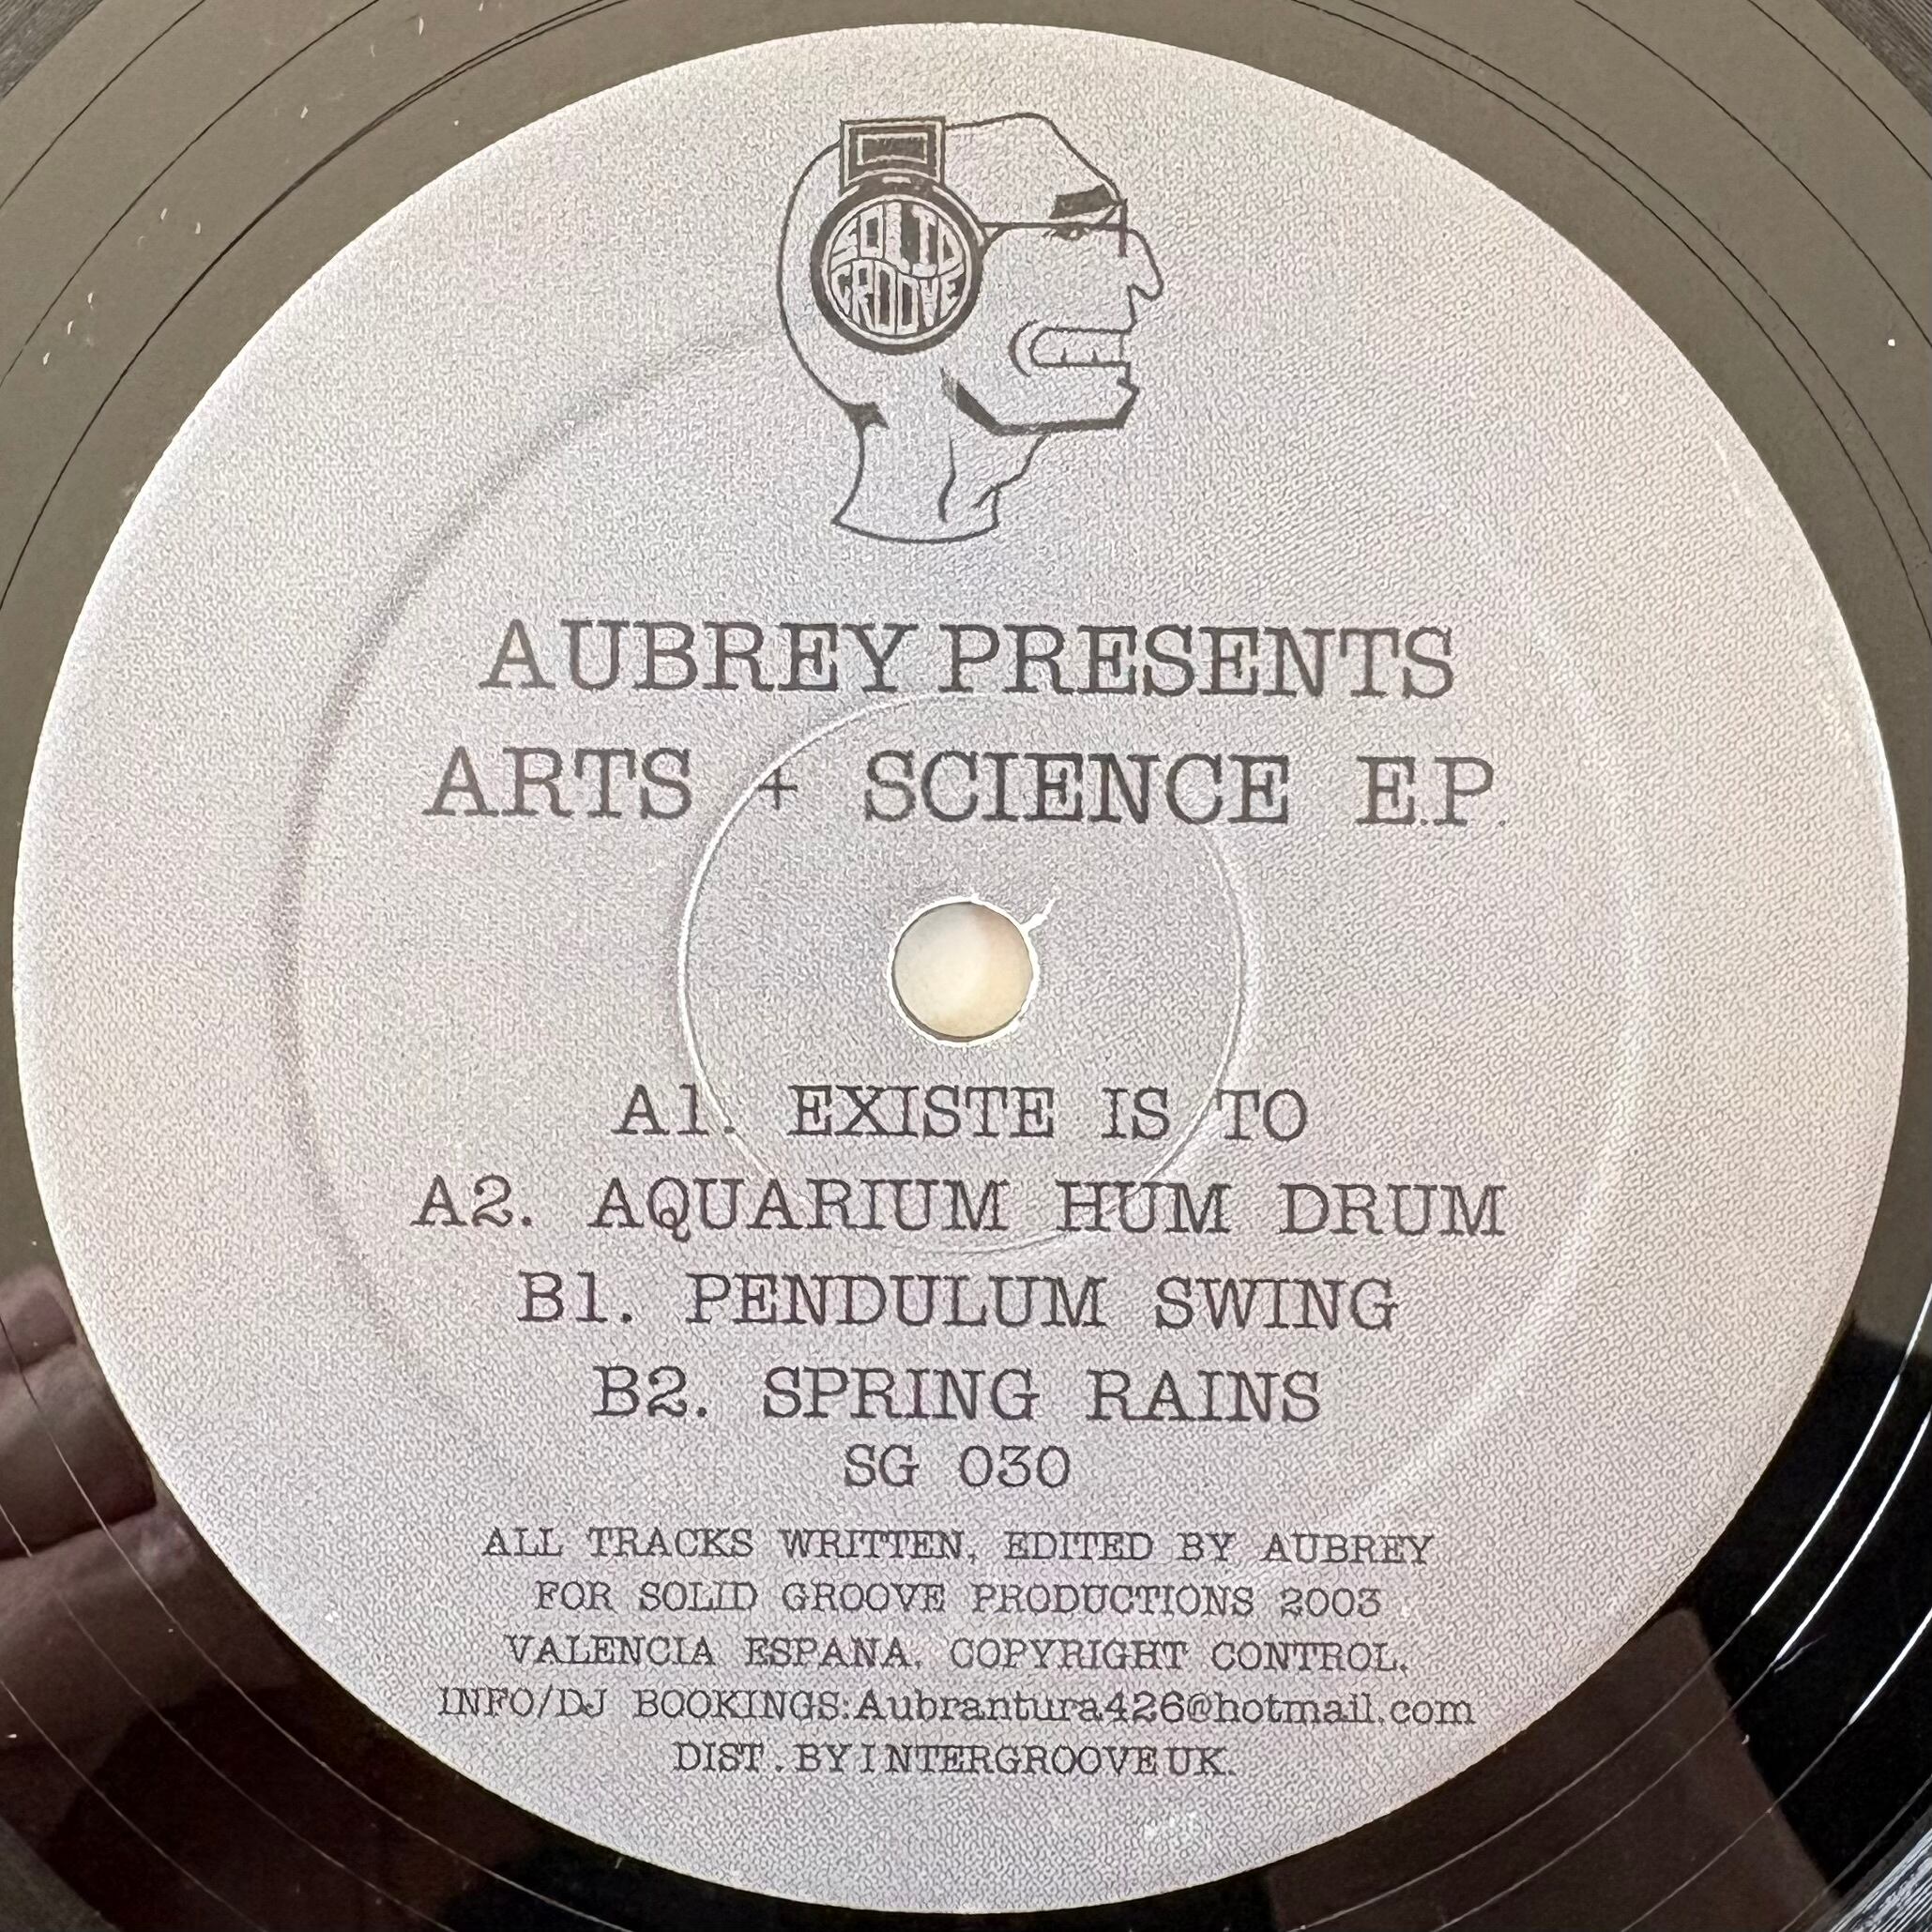 SOLID
GROOVE
AUBREY PRESENTS
ARTS + SCIENCE E.P.
A1. EXISTE IS TO
A2. AQUARIUM HUM DRUM
B1. PENDULUM SWING
B2. SPRING RAINS
SG 030
ALL TRACKS WRITTEN, EDITED BY AUBREY
FOR SOLID GROOVE PRODUCTIONS 2003
VALENCIA ESPANA. COPYRIGHT CONTROL.
INFO/DJ BOOKINGS:Aubrantura426@hotmail.com
DIST. BY INTERGROOVE UK.